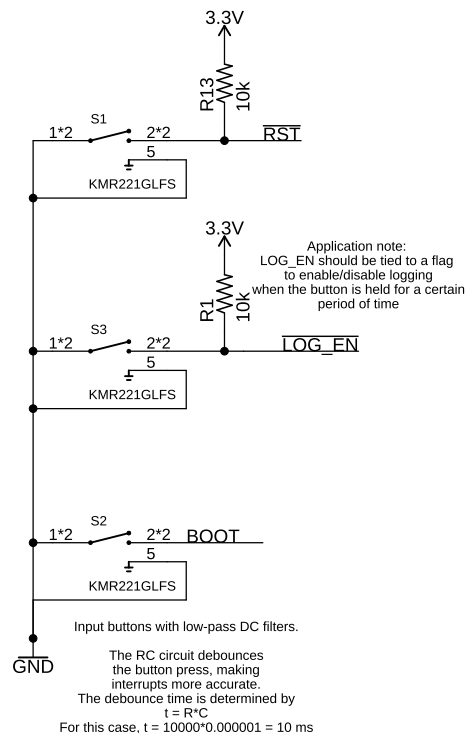 3.3V
R13
10k
S1
1*2
2*2
RST
5
KMR221GLFS
3.3V
Application note:
LOG_EN should be tied to a flag
to enable/disable logging
when the button is held for a certain
period of time
R1
10k
S3
1*2
2*2
LOG_EN
5
KMR221GLFS
S2
1*2
2*2
BOOT
5
KMR221GLFS
Input buttons with low-pass DC filters.
GND
The RC circuit debounces
the button press, making
interrupts more accurate.
The debounce time is determined by
t = R*C
For this case, t = 10000*0.000001 = 10 ms